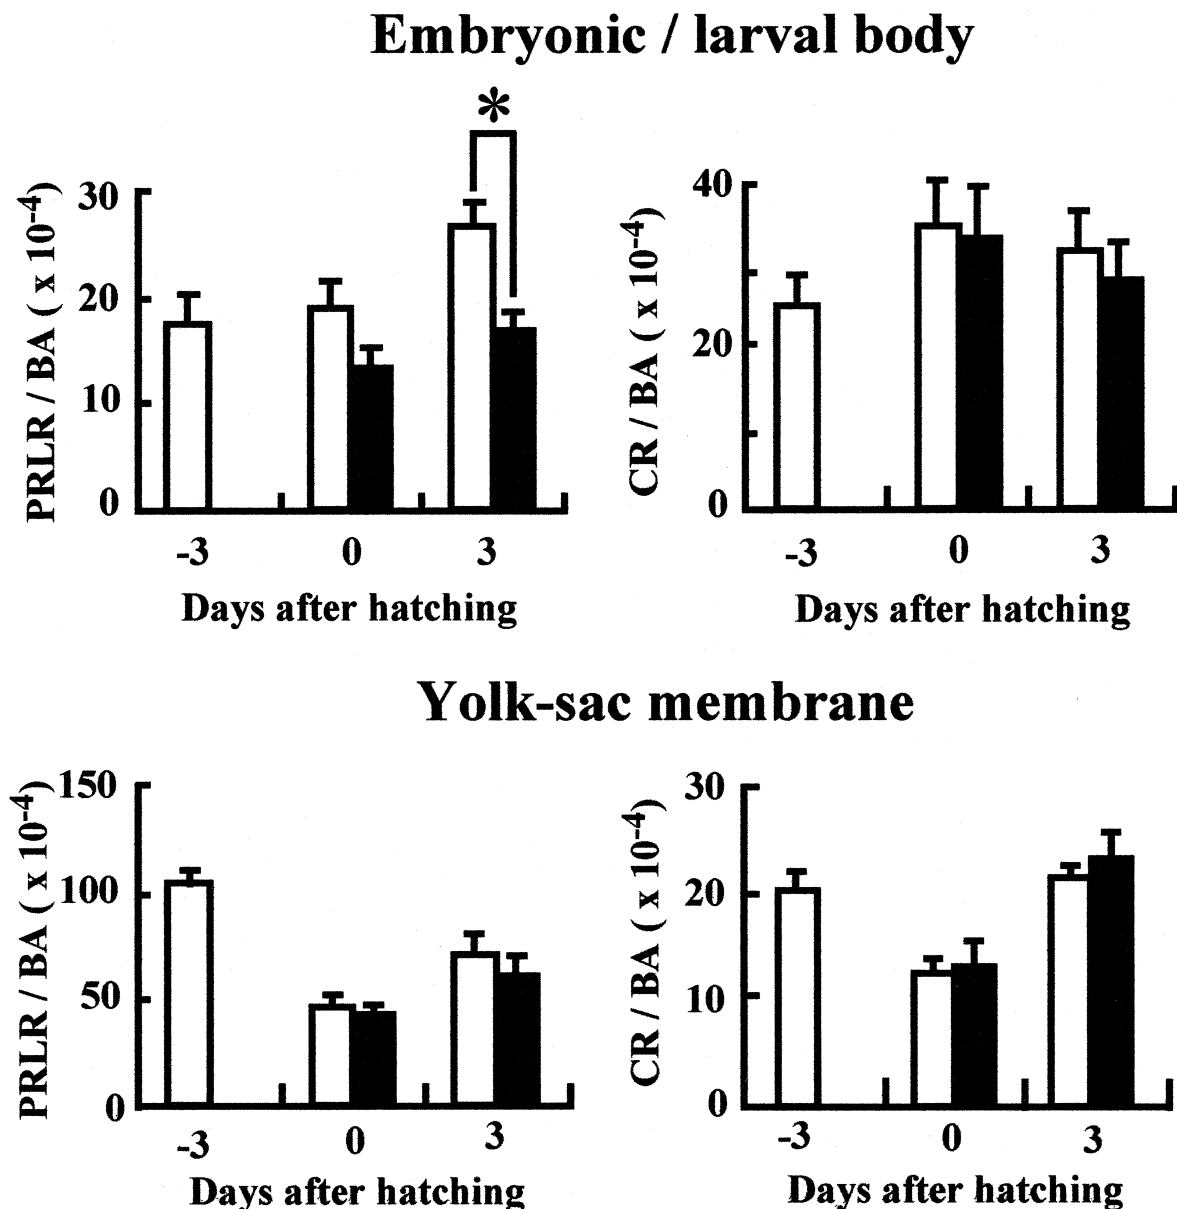 Embryonic / larval body
*
PRLR / BA ( x 10⁻⁴)
30
20
10
0
-3 0 3
Days after hatching
CR / BA ( x 10⁻⁴)
40
20
0
-3 0 3
Days after hatching
Yolk-sac membrane
PRLR / BA ( x 10⁻⁴)
150
100
50
0
-3 0 3
Days after hatching
CR / BA ( x 10⁻⁴)
30
20
10
0
-3 0 3
Days after hatching